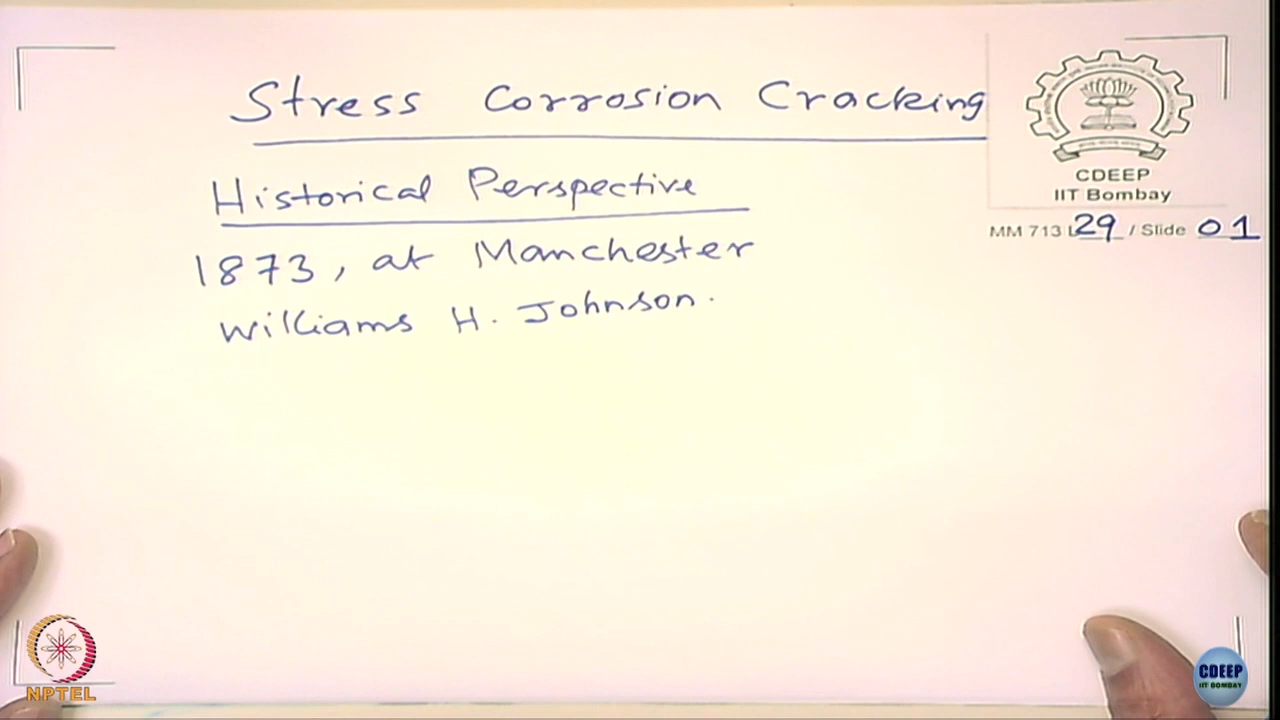 Stress Corrosion Cracking
Historical Perspective
1873, at Manchester
Williams H. Johnson.
CDEEP
IIT Bombay
MM 713 L29 / Slide 01
NPTEL
CDEEP
IIT BOMBAY